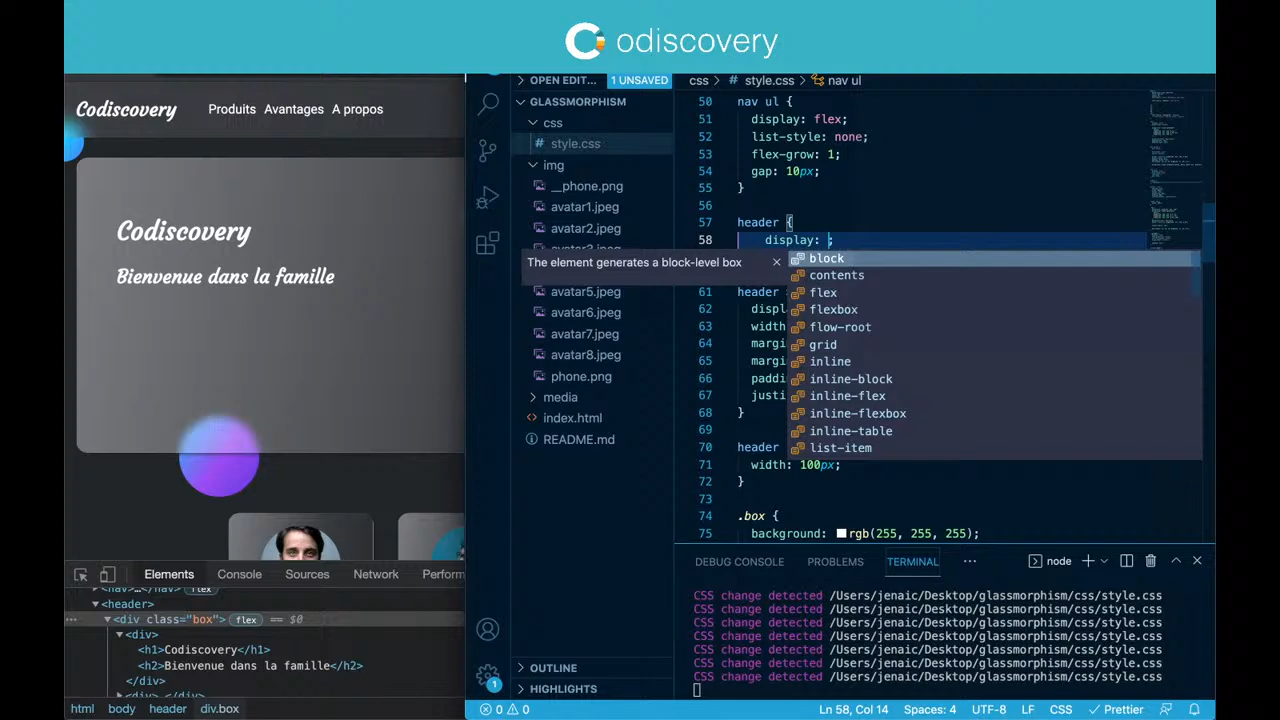 Codiscovery
Codiscovery
Produits Avantages A propos
Codiscovery
Bienvenue dans la famille
Elements Console Sources Network Perform
<nav>…</nav> flex
<header>
<div class="box"> flex == $0
<div>
<h1>Codiscovery</h1>
<h2>Bienvenue dans la famille</h2>
</div>
<div>…</div>
html body header div.box
OPEN EDIT... 1 UNSAVED
GLASSMORPHISM
css
# style.css
img
__phone.png
avatar1.jpeg
avatar2.jpeg
avatar3.jpeg
The element generates a block-level box ×
avatar5.jpeg
avatar6.jpeg
avatar7.jpeg
avatar8.jpeg
phone.png
media
index.html
README.md
OUTLINE
HIGHLIGHTS
1
css > # style.css > nav ul
50 nav ul {
51 display: flex;
52 list-style: none;
53 flex-grow: 1;
54 gap: 10px;
55 }
56
57 header {
58 display: ;
block
contents
flex
flexbox
flow-root
grid
inline
inline-block
inline-flex
inline-flexbox
inline-table
list-item
61 header
62 displ
63 width
64 margi
65 margi
66 paddi
67 justi
68 }
69
70 header
71 width: 100px;
72 }
73
74 .box {
75 background: rgb(255, 255, 255);
DEBUG CONSOLE PROBLEMS TERMINAL ... node
CSS change detected /Users/jenaic/Desktop/glassmorphism/css/style.css
CSS change detected /Users/jenaic/Desktop/glassmorphism/css/style.css
CSS change detected /Users/jenaic/Desktop/glassmorphism/css/style.css
CSS change detected /Users/jenaic/Desktop/glassmorphism/css/style.css
CSS change detected /Users/jenaic/Desktop/glassmorphism/css/style.css
CSS change detected /Users/jenaic/Desktop/glassmorphism/css/style.css
CSS change detected /Users/jenaic/Desktop/glassmorphism/css/style.css
0 0 Ln 58, Col 14 Spaces: 4 UTF-8 LF CSS Prettier